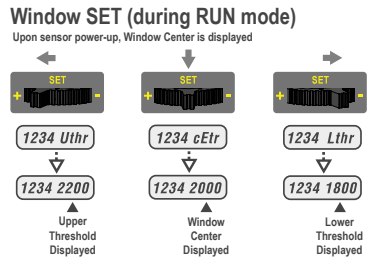 Window SET (during RUN mode)
Upon sensor power-up, Window Center is displayed
SET
+ -
SET
+ -
SET
+ -
1234 Uthr
1234 cEtr
1234 Lthr
1234 2200
1234 2000
1234 1800
Upper
Threshold
Displayed
Window
Center
Displayed
Lower
Threshold
Displayed